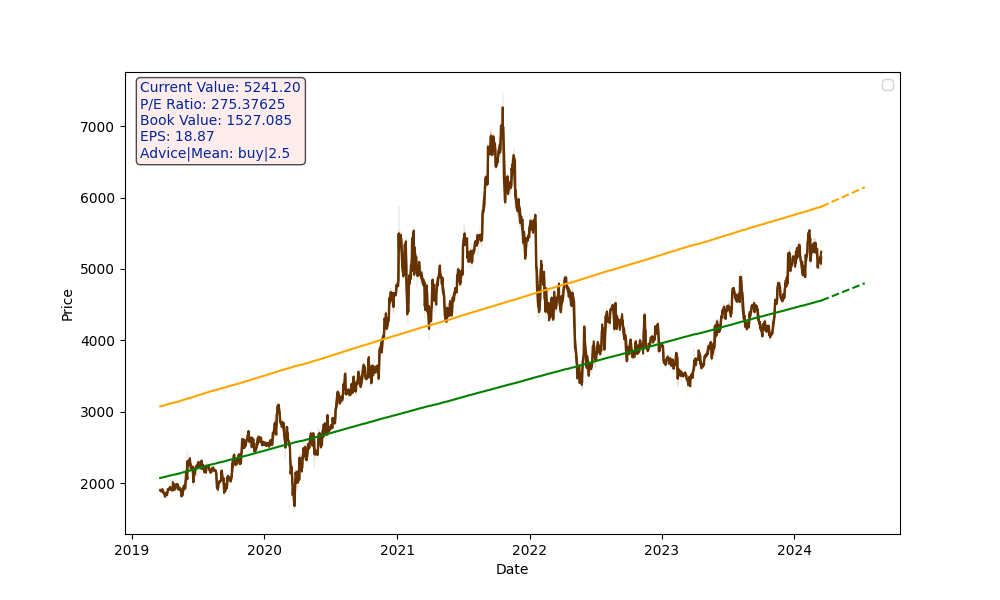 Current Value: 5241.20
P/E Ratio: 275.37625
Book Value: 1527.085
EPS: 18.87
Advice|Mean: buy|2.5
7000
6000
5000
4000
3000
2000
Price
2019 2020 2021 2022 2023 2024
Date